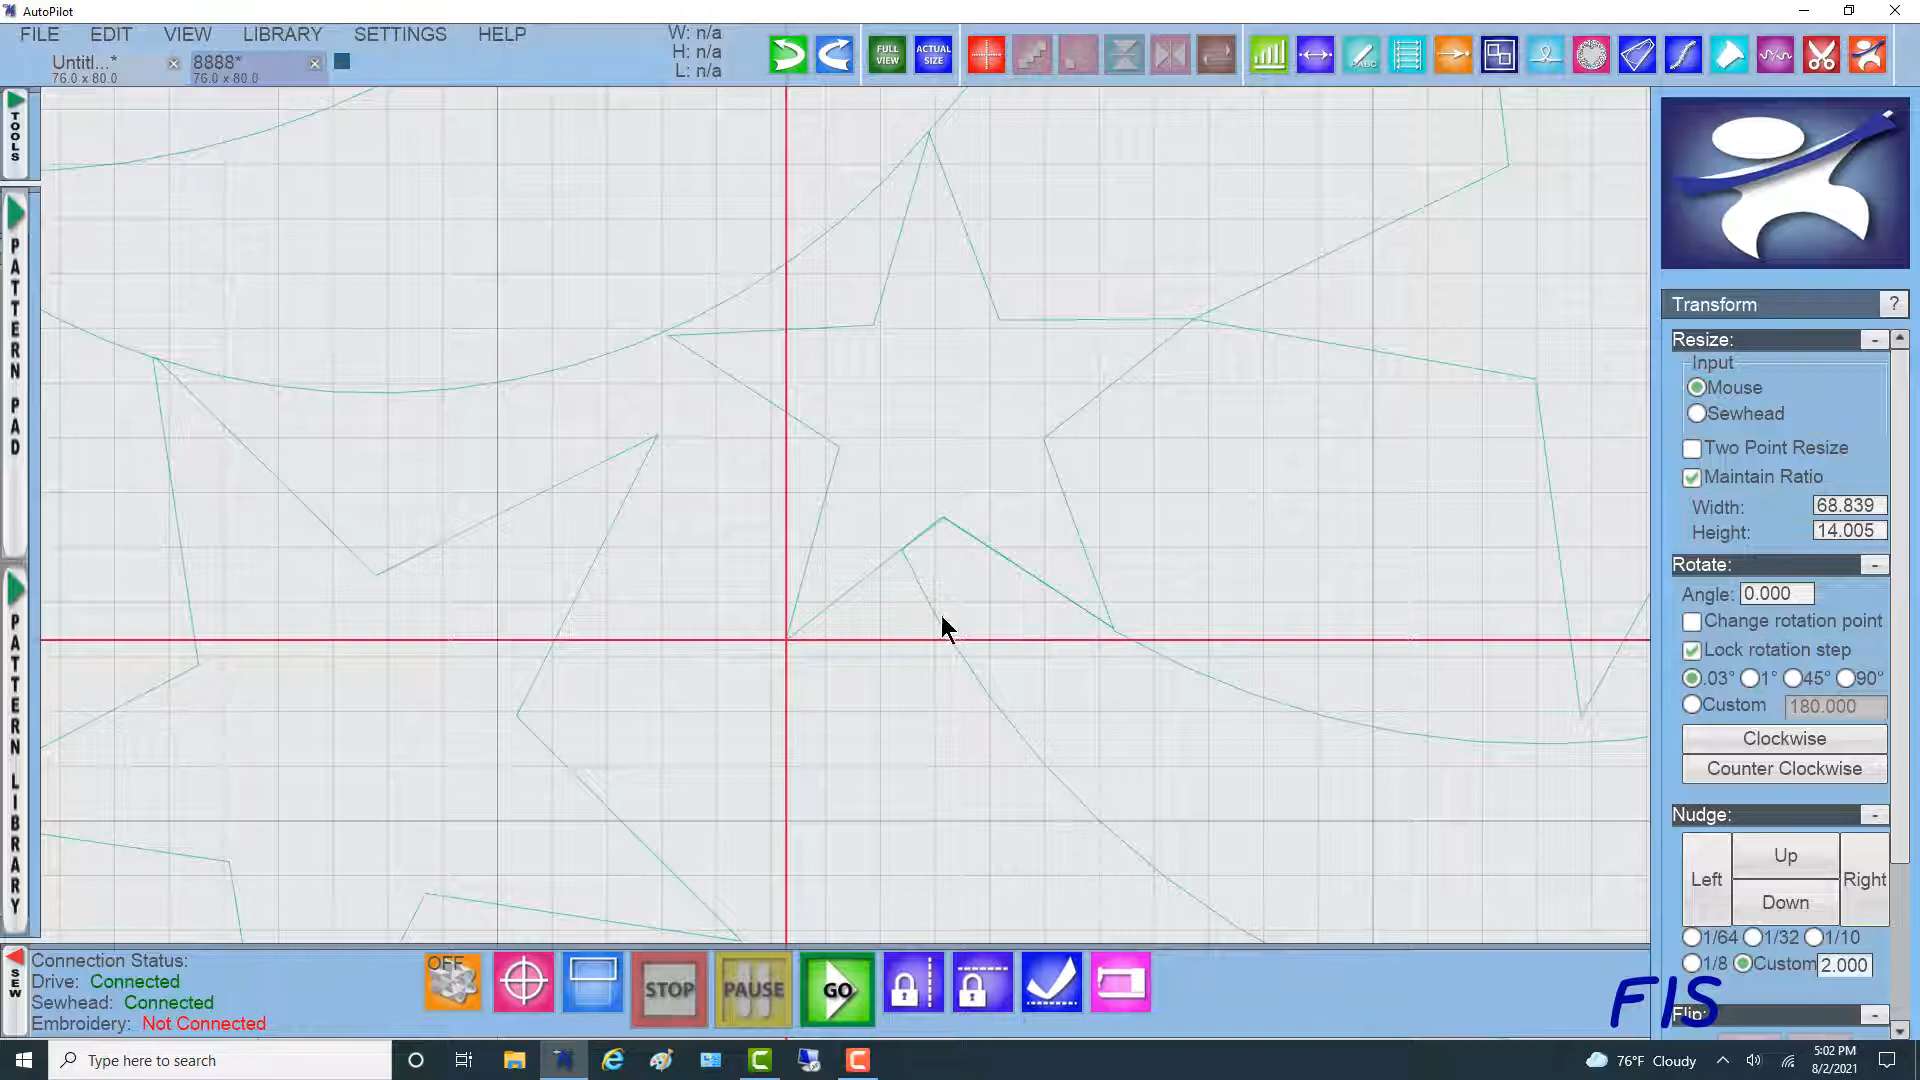 AutoPilot
FILE EDIT VIEW LIBRARY SETTINGS HELP
W: n/a
H: n/a
L: n/a
Untitl...*
76.0 x 80.0
8888*
76.0 x 80.0
FULL VIEW
ACTUAL SIZE
ABC
TOOLS
PATTERN PAD
PATTERN LIBRARY
SEW
Transform ?
Resize: -
Input
Mouse
Sewhead
Two Point Resize
Maintain Ratio
Width: 68.839
Height: 14.005
Rotate: -
Angle: 0.000
Change rotation point
Lock rotation step
.03° 1° 45° 90°
Custom 180.000
Clockwise
Counter Clockwise
Nudge: -
Up
Left Right
Down
1/64 1/32 1/10
1/8 Custom 2.000
Flip: -
FIS
Connection Status:
Drive: Connected
Sewhead: Connected
Embroidery: Not Connected
OFF
STOP
PAUSE
GO
Type here to search
76°F Cloudy
5:02 PM
8/2/2021